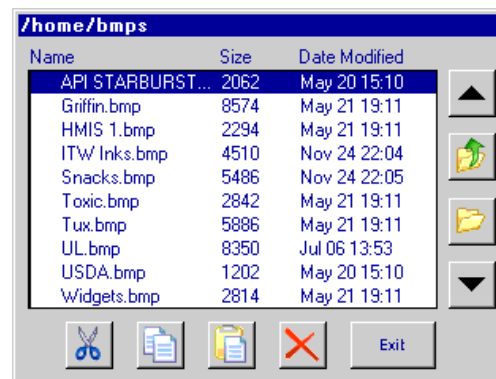 /home/bmps
Name Size Date Modified
API STARBURST... 2062 May 20 15:10
Griffin.bmp 8574 May 21 19:11
HMIS 1.bmp 2294 May 21 19:11
ITW Inks.bmp 4510 Nov 24 22:04
Snacks.bmp 5486 Nov 24 22:05
Toxic.bmp 2842 May 21 19:11
Tux.bmp 5886 May 21 19:11
UL.bmp 8350 Jul 06 13:53
USDA.bmp 1202 May 20 15:10
Widgets.bmp 2814 May 21 19:11
Exit